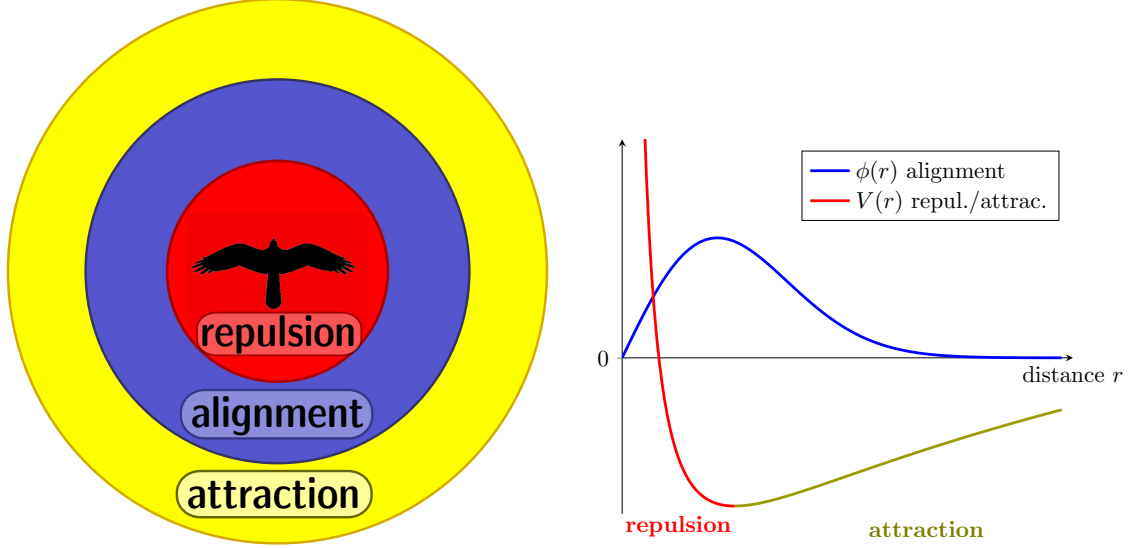 repulsion
alignment
attraction
ϕ(r) alignment
V(r) repul./attrac.
0
distance r
repulsion
attraction